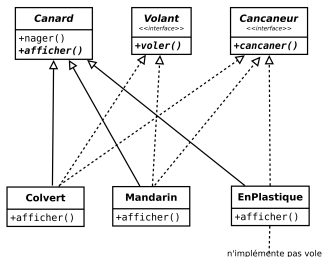 Canard
+nager()
+afficher()
Volant
<<interface>>
+voler()
Cancaneur
<<interface>>
+cancaner()
Colvert
+afficher()
Mandarin
+afficher()
EnPlastique
+afficher()
n'implémente pas vole